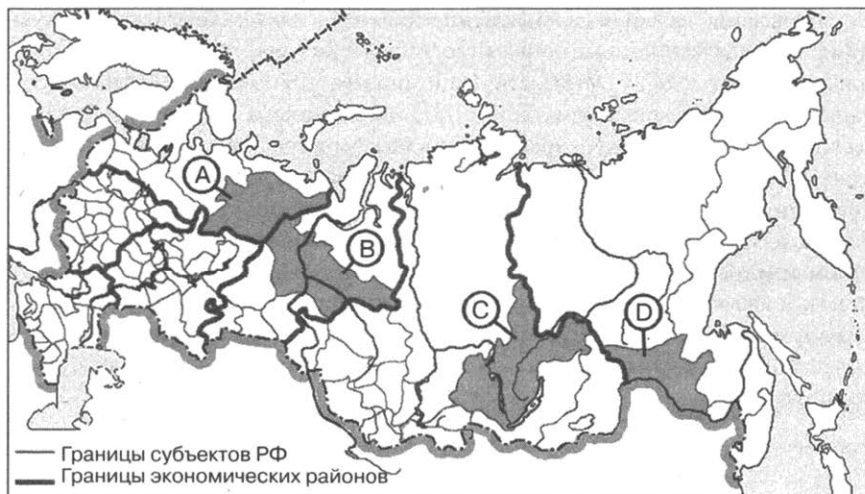 A
B
C
D
Границы субъектов РФ
Границы экономических районов